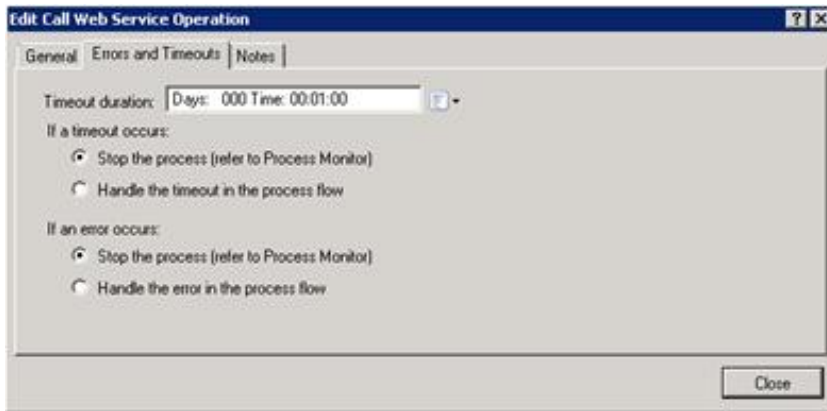 Edit Call Web Service Operation
General Errors and Timeouts Notes
Timeout duration: Days: 000 Time: 00:01:00
If a timeout occurs:
Stop the process (refer to Process Monitor)
Handle the timeout in the process flow
If an error occurs:
Stop the process (refer to Process Monitor)
Handle the error in the process flow
Close